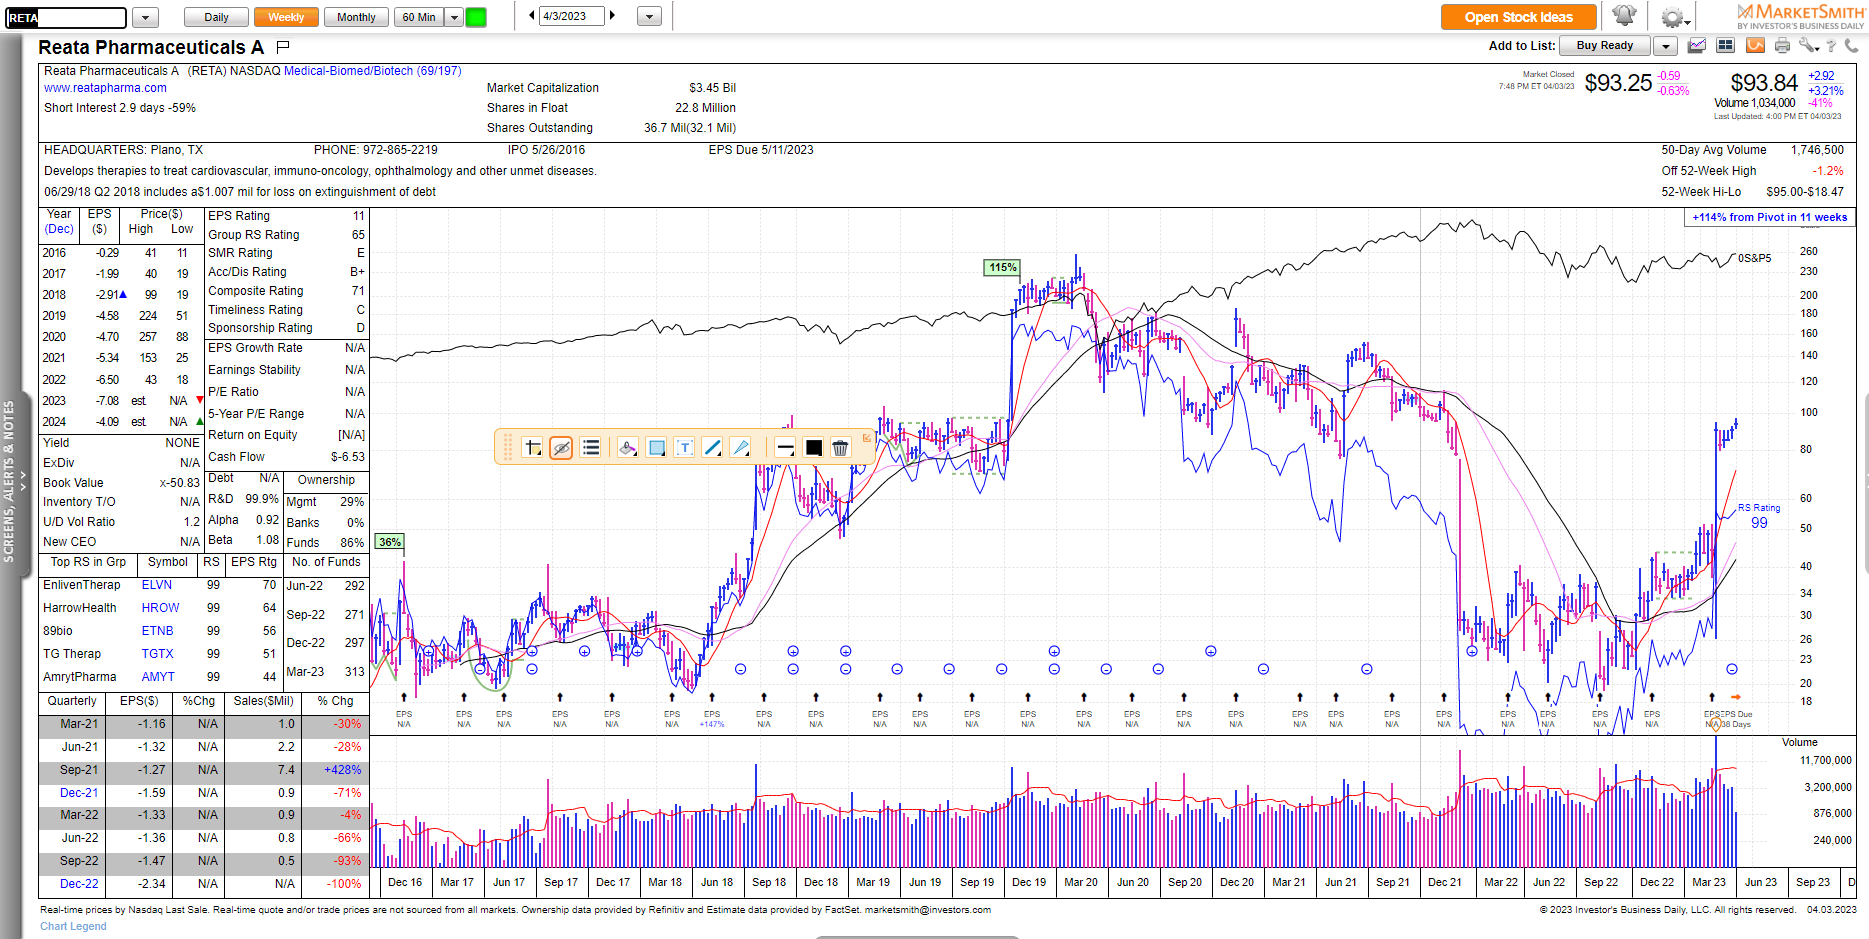 RETA
Daily
Weekly
Monthly
60 Min
4/3/2023
Open Stock Ideas
MARKETSMITH
BY INVESTOR'S BUSINESS DAILY
Reata Pharmaceuticals A
Add to List:
Buy Ready
Reata Pharmaceuticals A (RETA) NASDAQ Medical-Biomed/Biotech (69/197)
www.reatapharma.com
Short Interest 2.9 days -59%
Market Capitalization $3.45 Bil
Shares in Float 22.8 Million
Shares Outstanding 36.7 Mil(32.1 Mil)
Market Closed
7:48 PM ET 04/03/23
$93.25 -0.59 -0.63%
$93.84 +2.92 +3.21%
Volume 1,034,000 -41%
Last Updated: 4:00 PM ET 04/03/23
HEADQUARTERS: Plano, TX PHONE: 972-865-2219 IPO 5/26/2016 EPS Due 5/11/2023
Develops therapies to treat cardiovascular, immuno-oncology, ophthalmology and other unmet diseases.
06/29/18 Q2 2018 includes a$1.007 mil for loss on extinguishment of debt
50-Day Avg Volume 1,746,500
Off 52-Week High -1.2%
52-Week Hi-Lo $95.00-$18.47
Year EPS Price($)
(Dec) ($) High Low
2016 -0.29 41 11
2017 -1.99 40 19
2018 -2.91 99 19
2019 -4.58 224 51
2020 -4.70 257 88
2021 -5.34 153 25
2022 -6.50 43 18
2023 -7.08 est. N/A
2024 -4.09 est. N/A
Yield NONE
ExDiv N/A
Book Value x-50.83
Inventory T/O N/A
U/D Vol Ratio 1.2
New CEO N/A
EPS Rating 11
Group RS Rating 65
SMR Rating E
Acc/Dis Rating B+
Composite Rating 71
Timeliness Rating C
Sponsorship Rating D
EPS Growth Rate N/A
Earnings Stability N/A
P/E Ratio N/A
5-Year P/E Range N/A
Return on Equity [N/A]
Cash Flow $-6.53
Debt N/A
R&D 99.9%
Alpha 0.92
Beta 1.08
Ownership
Mgmt 29%
Banks 0%
Funds 86%
Top RS in Grp Symbol RS EPS Rtg
EnlivenTherap ELVN 99 70
HarrowHealth HROW 99 64
89bio ETNB 99 56
TG Therap TGTX 99 51
AmrytPharma AMYT 99 44
No. of Funds
Jun-22 292
Sep-22 271
Dec-22 297
Mar-23 313
Quarterly EPS($) %Chg Sales($Mil) % Chg
Mar-21 -1.16 N/A 1.0 -30%
Jun-21 -1.32 N/A 2.2 -28%
Sep-21 -1.27 N/A 7.4 +428%
Dec-21 -1.59 N/A 0.9 -71%
Mar-22 -1.33 N/A 0.9 -4%
Jun-22 -1.36 N/A 0.8 -66%
Sep-22 -1.47 N/A 0.5 -93%
Dec-22 -2.34 N/A N/A -100%
SCREENS, ALERTS & NOTES
+114% from Pivot in 11 weeks
0S&P5
115%
36%
RS Rating
99
260
230
200
180
160
140
120
100
80
60
50
40
34
30
26
23
20
18
EPS EPS EPS EPS EPS EPS EPS EPS EPS EPS EPS EPS EPS EPS EPS EPS EPS EPS EPS EPS EPS EPS EPS EPS EPS EPS EPS Due
N/A N/A N/A N/A N/A N/A +147% N/A N/A N/A N/A N/A N/A N/A N/A N/A N/A N/A N/A N/A N/A N/A N/A N/A N/A N/A 38 Days
Volume
11,700,000
3,200,000
876,000
240,000
Dec 16 Mar 17 Jun 17 Sep 17 Dec 17 Mar 18 Jun 18 Sep 18 Dec 18 Mar 19 Jun 19 Sep 19 Dec 19 Mar 20 Jun 20 Sep 20 Dec 20 Mar 21 Jun 21 Sep 21 Dec 21 Mar 22 Jun 22 Sep 22 Dec 22 Mar 23 Jun 23 Sep 23 D
Real-time prices by Nasdaq Last Sale. Real-time quote and/or trade prices are not sourced from all markets. Ownership data provided by Refinitiv and Estimate data provided by FactSet. marketsmith@investors.com
© 2023 Investor's Business Daily, LLC. All rights reserved. 04.03.2023
Chart Legend